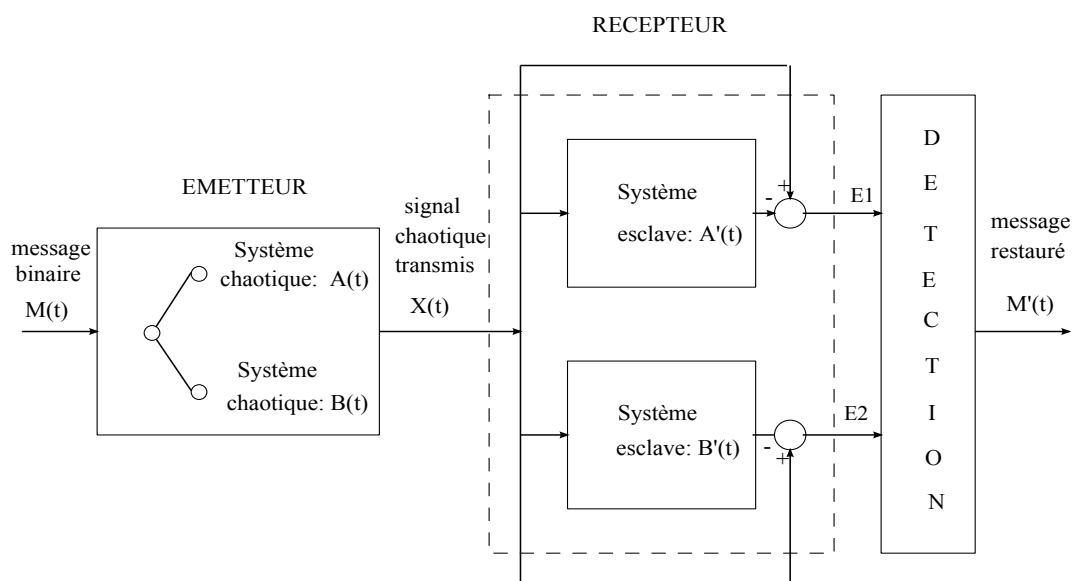 RECEPTEUR
EMETTEUR
message
binaire
M(t)
Système
chaotique: A(t)
Système
chaotique: B(t)
signal
chaotique
transmis
X(t)
Système
esclave: A'(t)
- +
E1
Système
esclave: B'(t)
- +
E2
D
E
T
E
C
T
I
O
N
message
restauré
M'(t)